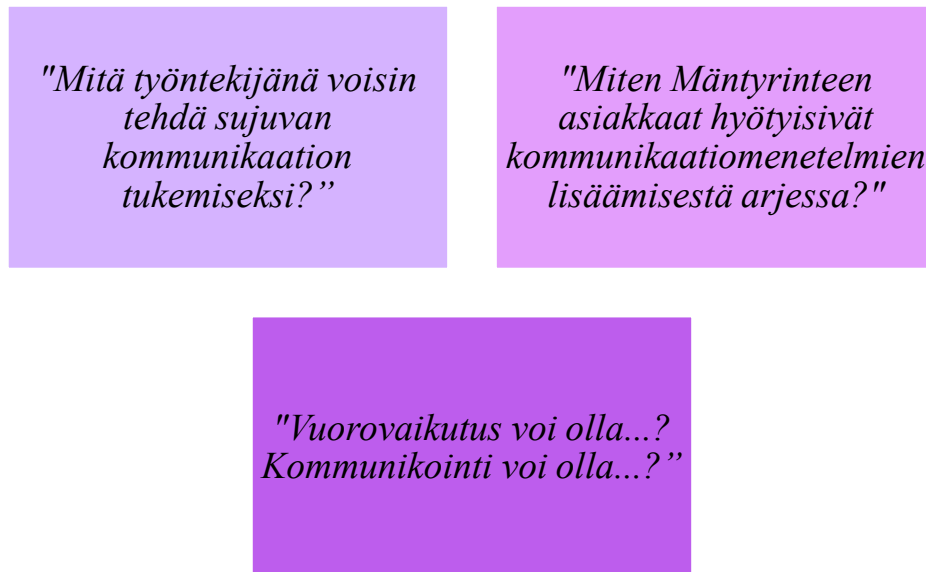 "Mitä työntekijänä voisin
tehdä sujuvan
kommunikaation
tukemiseksi?”
"Miten Mäntyrinteen
asiakkaat hyötyisivät
kommunikaatiomenetelmien
lisäämisestä arjessa?"
"Vuorovaikutus voi olla...?
Kommunikointi voi olla...?”